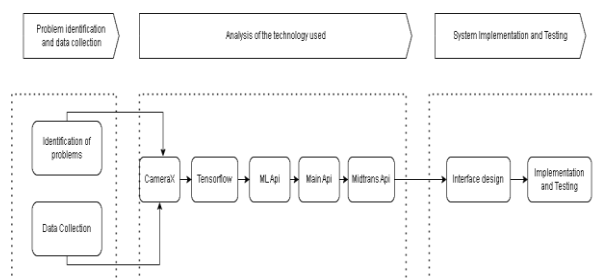 Problem identification
and data collection
Analysis of the technology used
System Implementation and Testing
Identification of
problems
Data Collection
CameraX
Tensorflow
ML Api
Main Api
Midtrans Api
Interface design
Implementation
and Testing